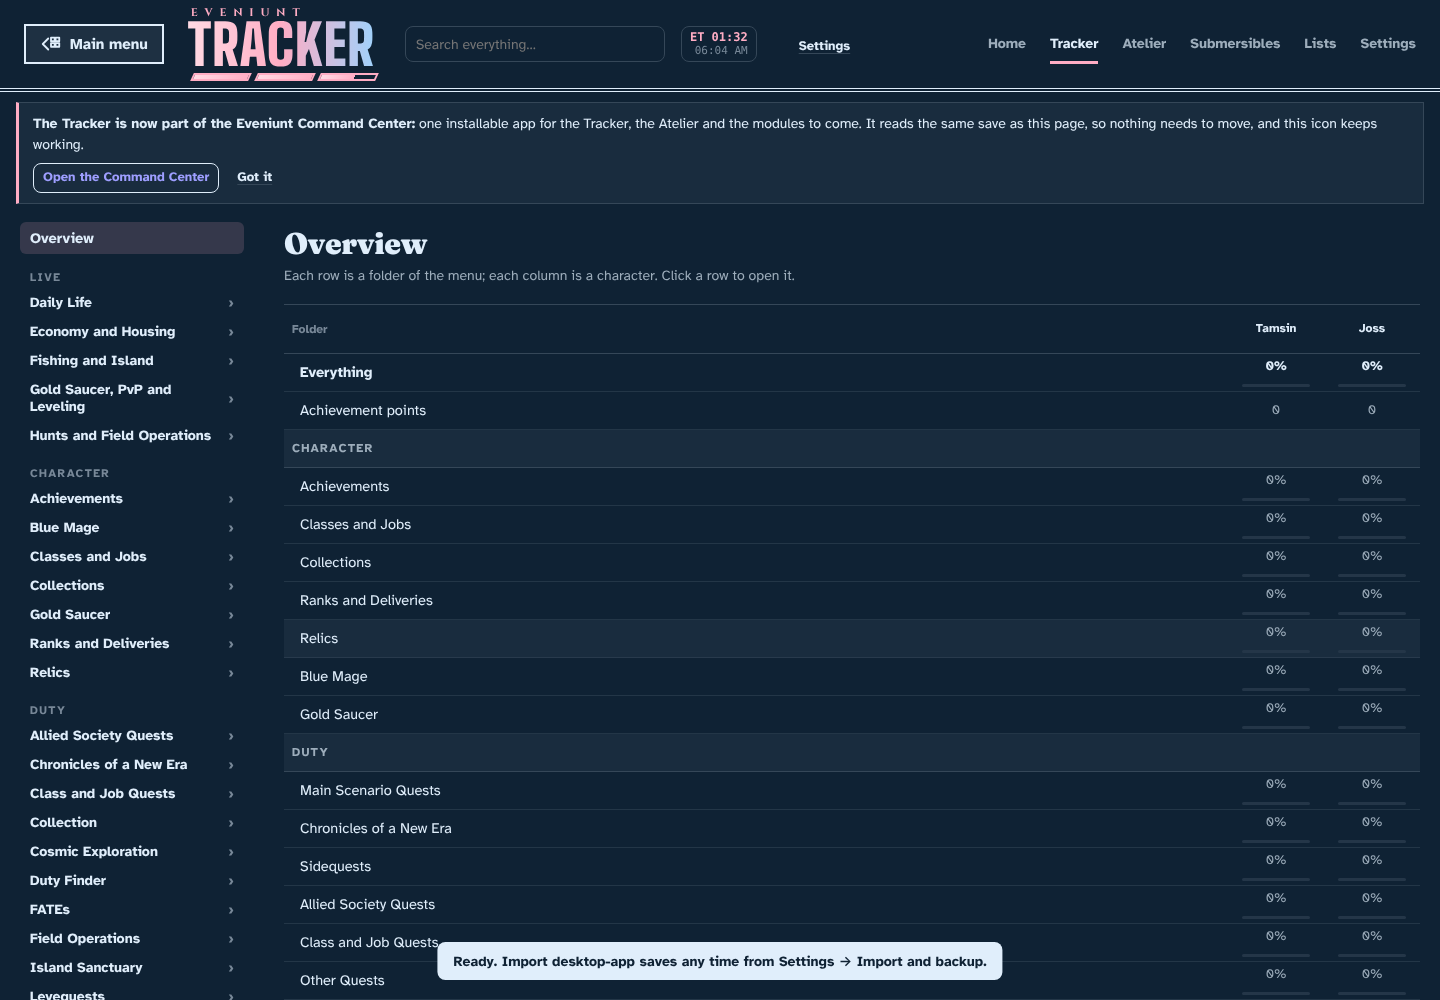 Main menu
EVENIUNT
TRACKER
Search everything...
ET 01:32
06:04 AM
Settings
Home
Tracker
Atelier
Submersibles
Lists
Settings
The Tracker is now part of the Eveniunt Command Center: one installable app for the Tracker, the Atelier and the modules to come. It reads the same save as this page, so nothing needs to move, and this icon keeps
working.
Open the Command Center
Got it
Overview
LIVE
Daily Life
Economy and Housing
Fishing and Island
Gold Saucer, PvP and
Leveling
Hunts and Field Operations
CHARACTER
Achievements
Blue Mage
Classes and Jobs
Collections
Gold Saucer
Ranks and Deliveries
Relics
DUTY
Allied Society Quests
Chronicles of a New Era
Class and Job Quests
Collection
Cosmic Exploration
Duty Finder
FATEs
Field Operations
Island Sanctuary
Levequests
Overview
Each row is a folder of the menu; each column is a character. Click a row to open it.
Folder Tamsin Joss
Everything 0% 0%
Achievement points 0 0
CHARACTER
Achievements 0% 0%
Classes and Jobs 0% 0%
Collections 0% 0%
Ranks and Deliveries 0% 0%
Relics 0% 0%
Blue Mage 0% 0%
Gold Saucer 0% 0%
DUTY
Main Scenario Quests 0% 0%
Chronicles of a New Era 0% 0%
Sidequests 0% 0%
Allied Society Quests 0% 0%
Class and Job Quests 0% 0%
Other Quests 0% 0%
Ready. Import desktop-app saves any time from Settings → Import and backup.